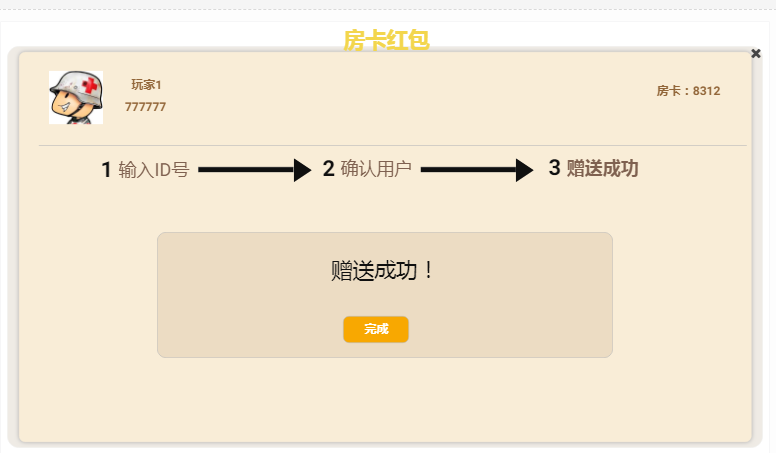 房卡红包
玩家1
777777
房卡：8312
1 输入ID号 2 确认用户 3 赠送成功
赠送成功！
完成